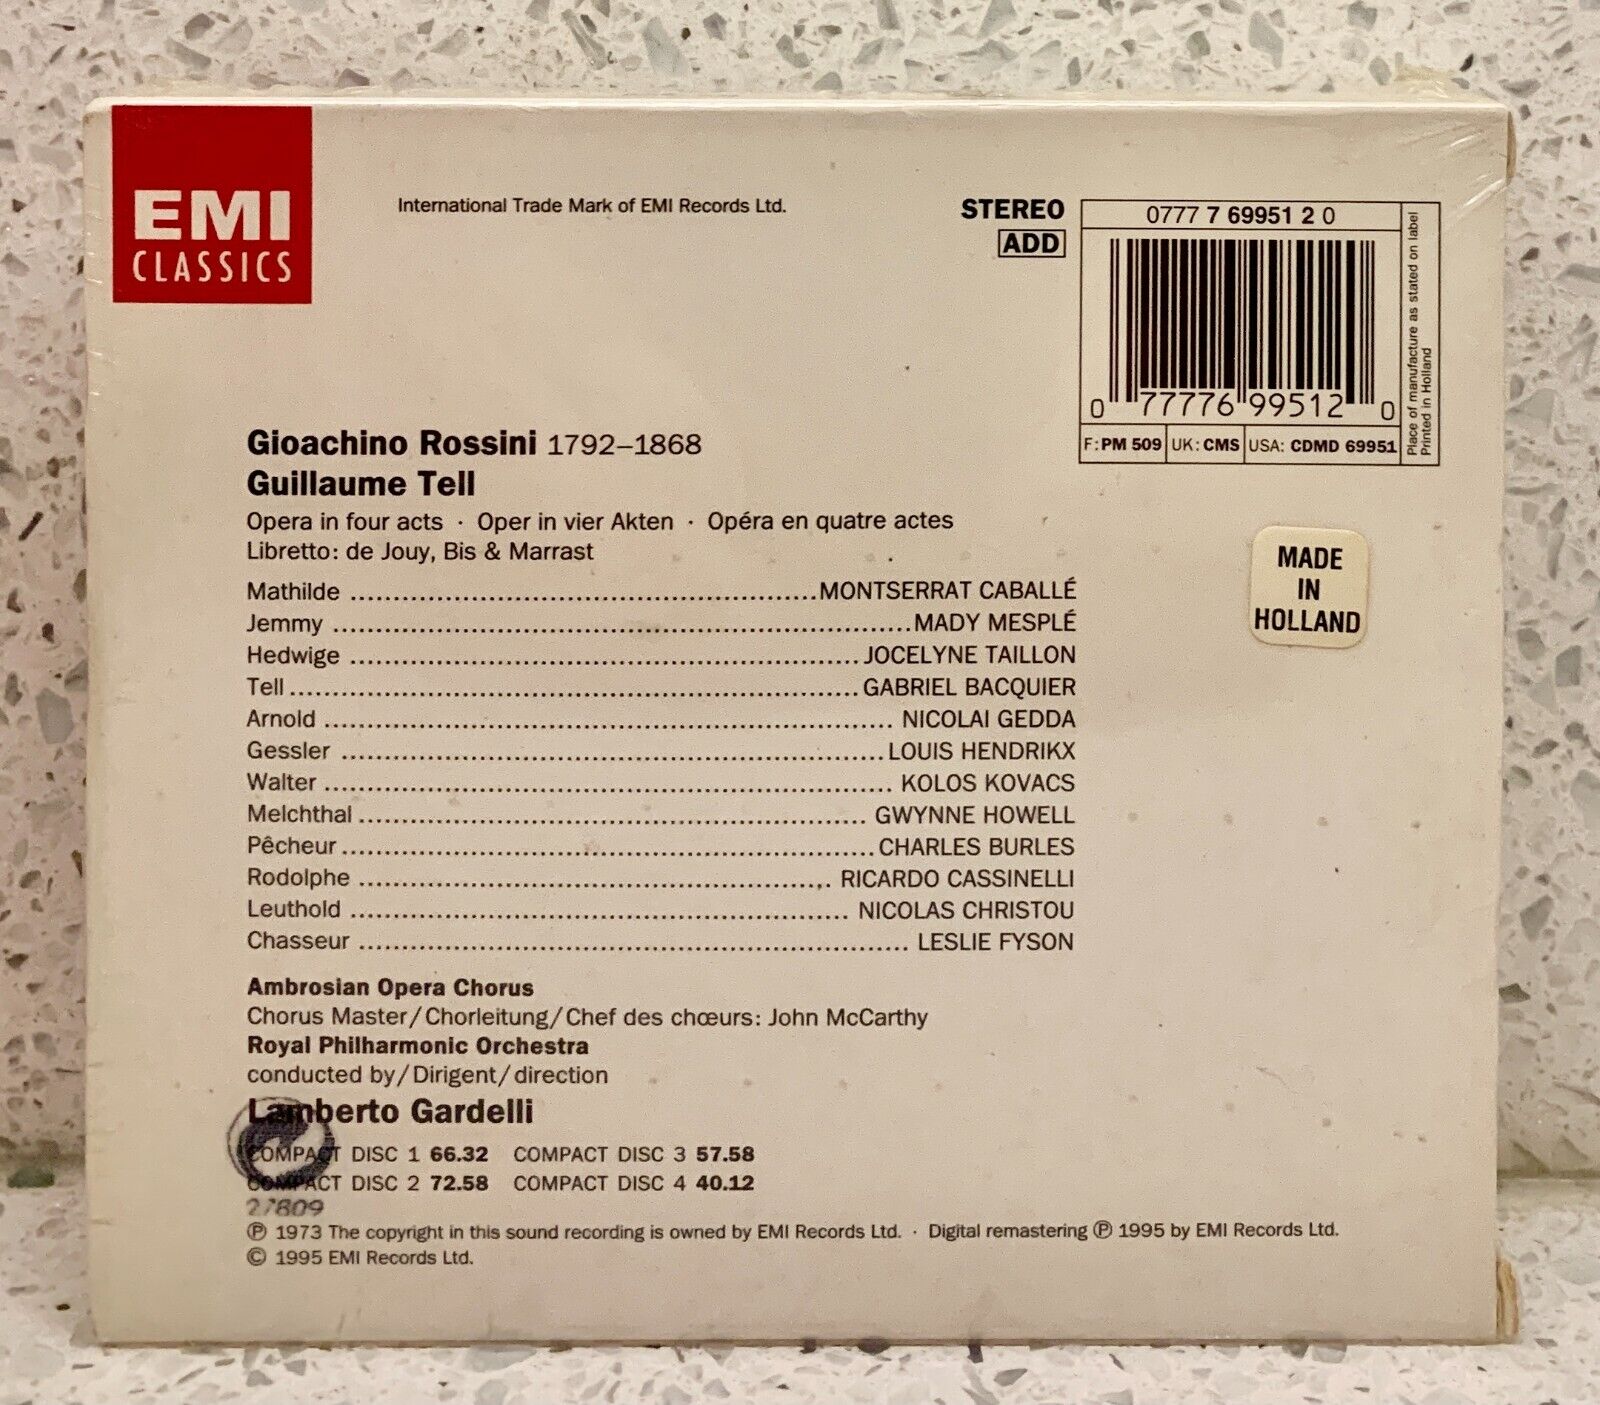 EMI
CLASSICS
International Trade Mark of EMI Records Ltd.
STEREO
ADD
0777 7 69951 2 0
0 77776 99512 0
F: PM 509 UK: CMS USA: CDMD 69951
Place of manufacture as stated on label
Printed in Holland
Gioachino Rossini 1792–1868
Guillaume Tell
Opera in four acts · Oper in vier Akten · Opéra en quatre actes
Libretto: de Jouy, Bis & Marrast
MADE
IN
HOLLAND
Mathilde ........................................................... MONTSERRAT CABALLÉ
Jemmy ........................................................... MADY MESPLÉ
Hedwige ........................................................... JOCELYNE TAILLON
Tell ........................................................... GABRIEL BACQUIER
Arnold ........................................................... NICOLAI GEDDA
Gessler ........................................................... LOUIS HENDRIKX
Walter ........................................................... KOLOS KOVACS
Melchthal ........................................................... GWYNNE HOWELL
Pêcheur ........................................................... CHARLES BURLES
Rodolphe ........................................................... RICARDO CASSINELLI
Leuthold ........................................................... NICOLAS CHRISTOU
Chasseur ........................................................... LESLIE FYSON
Ambrosian Opera Chorus
Chorus Master/Chorleitung/Chef des chœurs: John McCarthy
Royal Philharmonic Orchestra
conducted by/Dirigent/direction
Lamberto Gardelli
COMPACT DISC 1 66.32 COMPACT DISC 3 57.58
COMPACT DISC 2 72.58 COMPACT DISC 4 40.12
27809
℗ 1973 The copyright in this sound recording is owned by EMI Records Ltd. · Digital remastering ℗ 1995 by EMI Records Ltd.
© 1995 EMI Records Ltd.